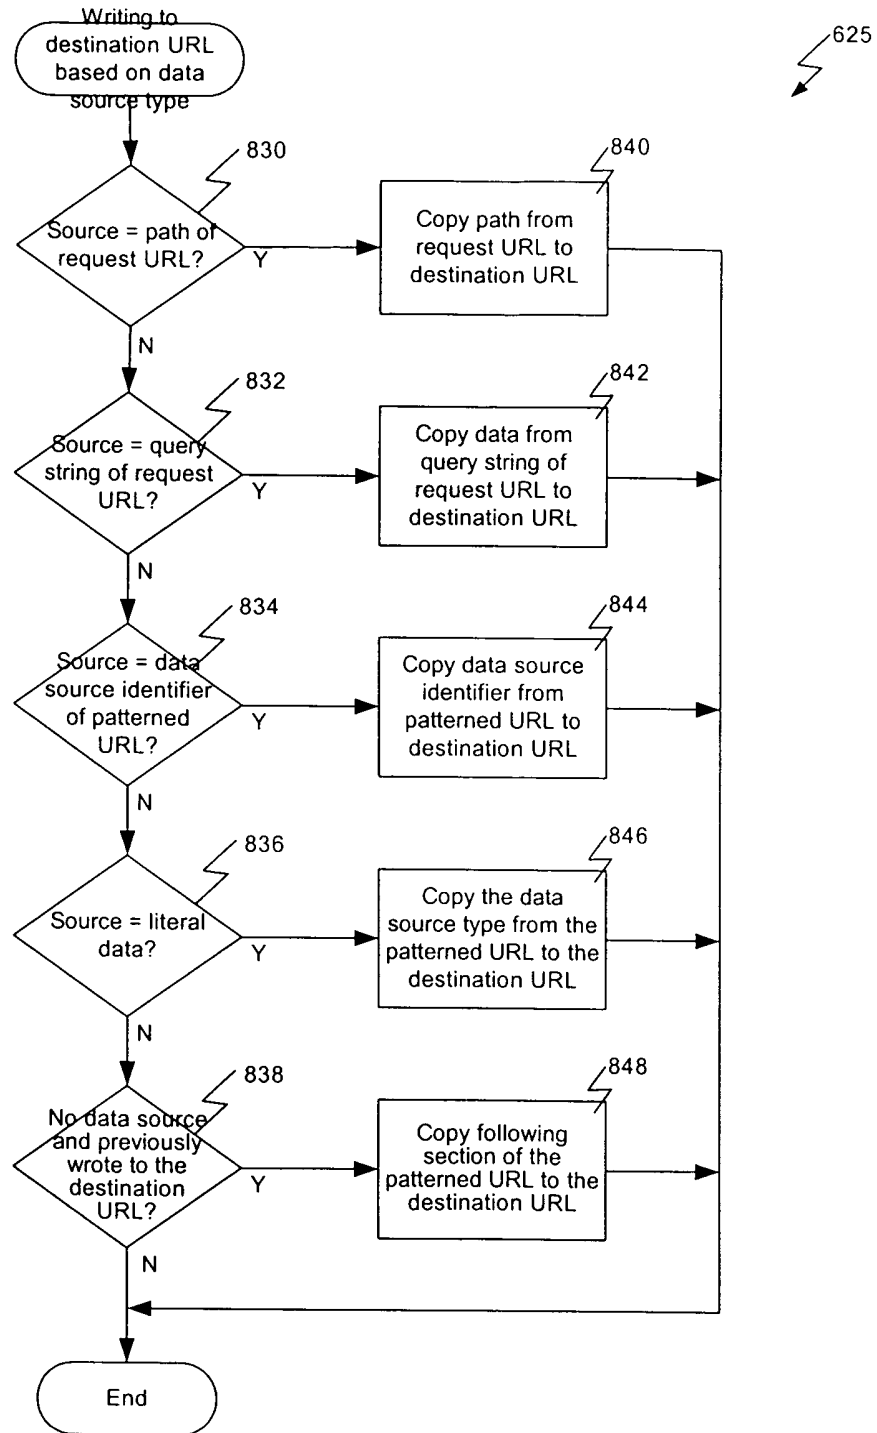 Writing to
destination URL
based on data
source type
625
830
Source = path of
request URL?
Y
N
840
Copy path from
request URL to
destination URL
832
Source = query
string of request
URL?
Y
N
842
Copy data from
query string of
request URL to
destination URL
834
Source = data
source identifier
of patterned
URL?
Y
N
844
Copy data source
identifier from
patterned URL to
destination URL
836
Source = literal
data?
Y
N
846
Copy the data
source type from the
patterned URL to the
destination URL
838
No data source
and previously
wrote to the
destination
URL?
Y
N
848
Copy following
section of the
patterned URL to the
destination URL
End